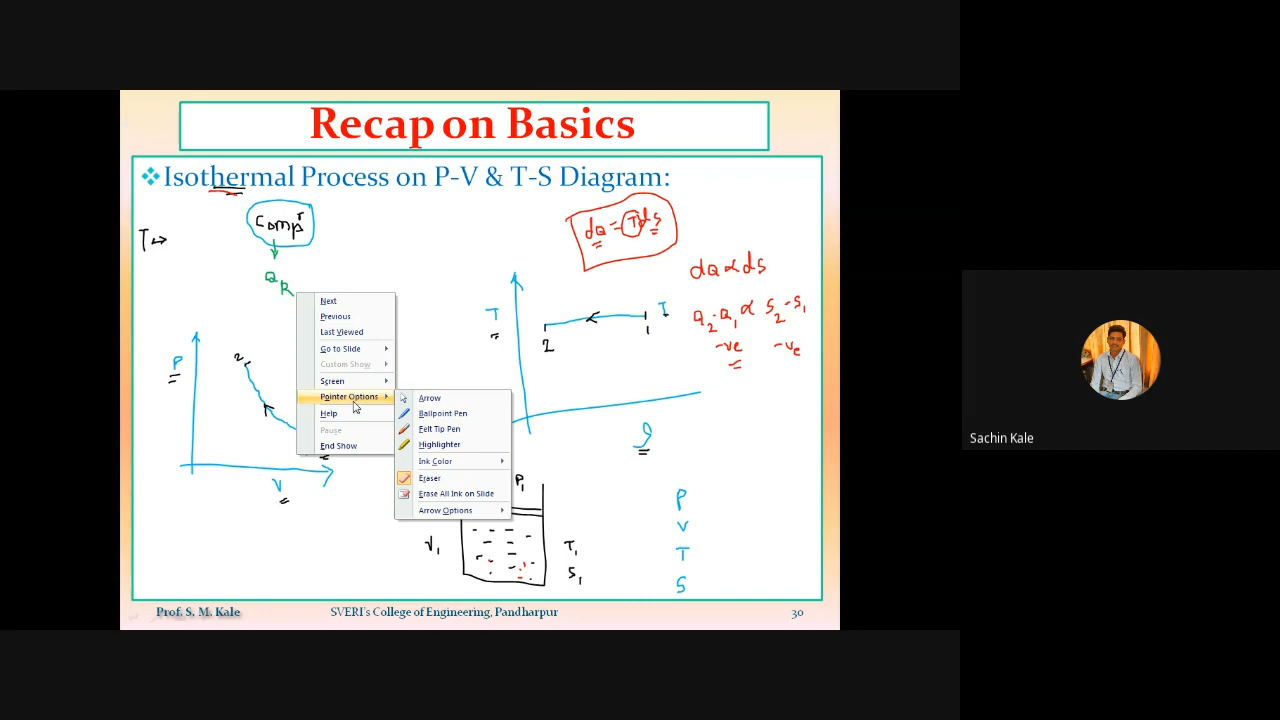 Recap on Basics
❖Isothermal Process on P-V & T-S Diagram:
T↔
Comp^r
Q_R
dQ = Tds
dQ ∝ ds
Q₂-Q₁ ∝ S₂-S₁
-ve -ve
T
1
2
P
2
V
Next
Previous
Last Viewed
Go to Slide
Custom Show
Screen
Pointer Options
Help
Pause
End Show
Arrow
Ballpoint Pen
Felt Tip Pen
Highlighter
Ink Color
Eraser
Erase All Ink on Slide
Arrow Options
P₁
V₁
T₁
S₁
P
V
T
S
Prof. S. M. Kale SVERI's College of Engineering, Pandharpur 30
Sachin Kale